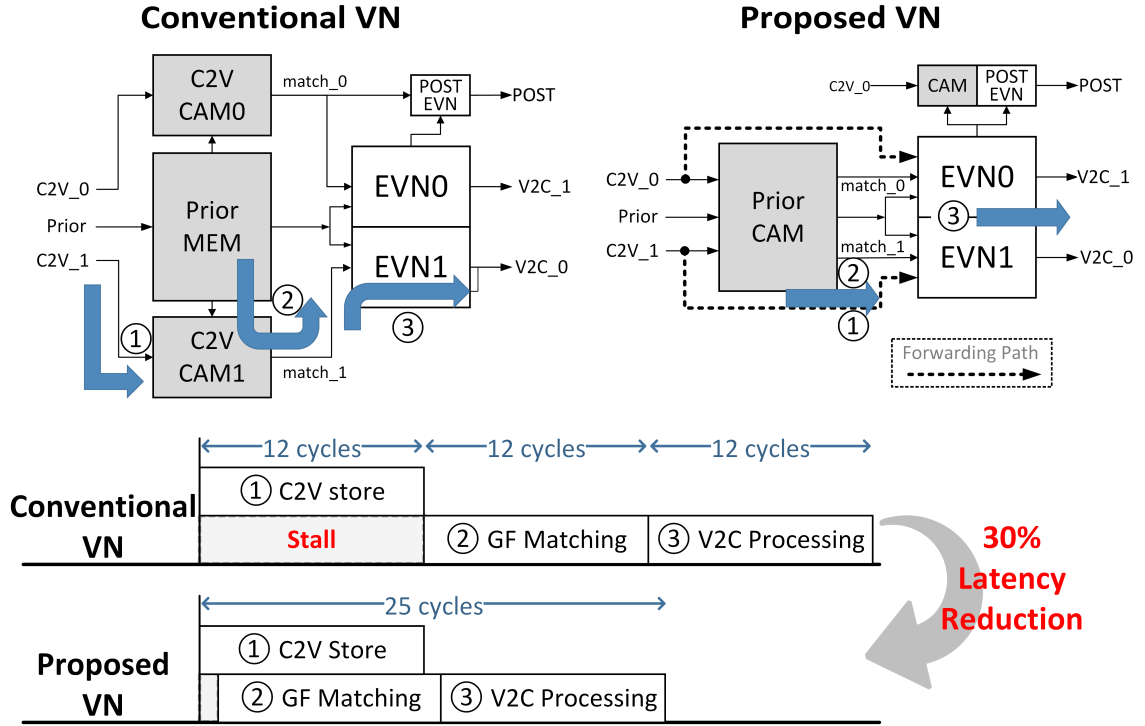 Conventional VN
Proposed VN
C2V
CAM0
match_0
POST
EVN
POST
C2V_0
Prior
C2V_1
Prior
MEM
EVN0
EVN1
V2C_1
V2C_0
①
②
③
C2V
CAM1
match_1
C2V_0
CAM
POST
EVN
POST
C2V_0
Prior
C2V_1
Prior
CAM
match_0
match_1
②
①
EVN0
③
EVN1
V2C_1
V2C_0
Forwarding Path
12 cycles
12 cycles
12 cycles
Conventional
VN
① C2V store
Stall
② GF Matching
③ V2C Processing
30%
Latency
Reduction
25 cycles
Proposed
VN
① C2V Store
② GF Matching
③ V2C Processing